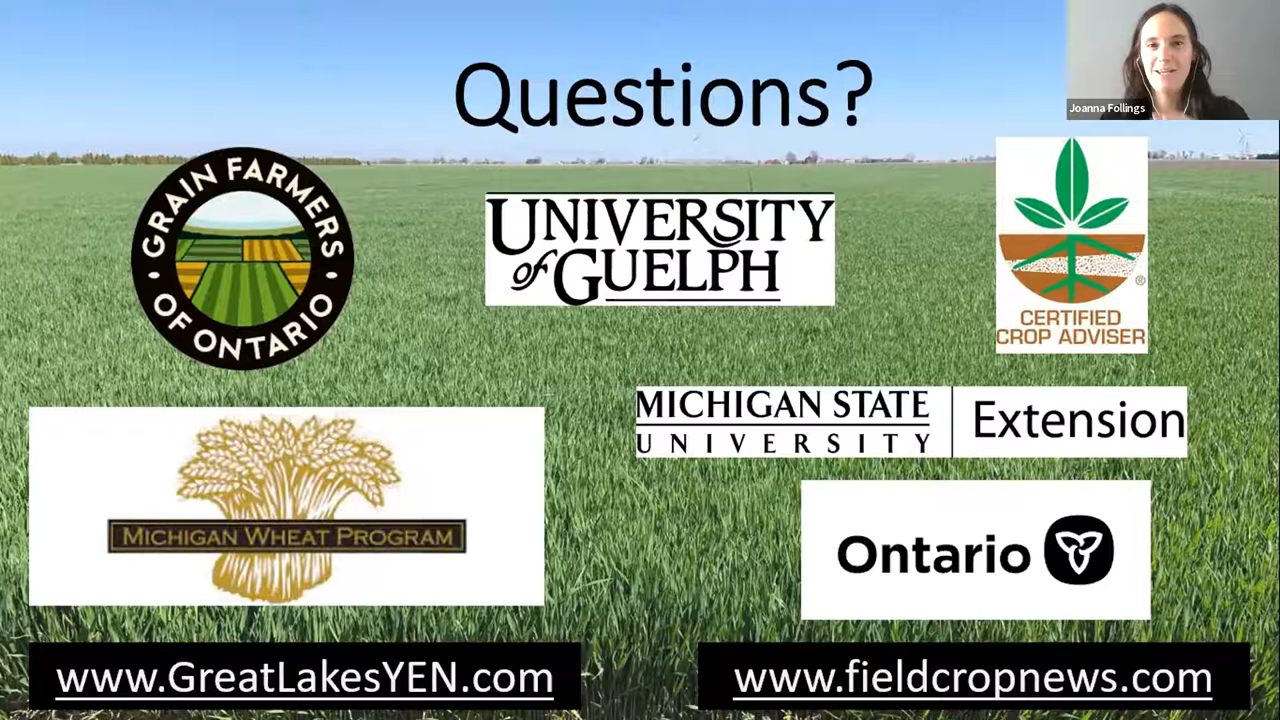 Questions?
Joanna Follings
GRAIN FARMERS
OF ONTARIO
UNIVERSITY
OF GUELPH
®
CERTIFIED
CROP ADVISER
MICHIGAN STATE
UNIVERSITY
Extension
MICHIGAN WHEAT PROGRAM
Ontario
www.GreatLakesYEN.com
www.fieldcropnews.com